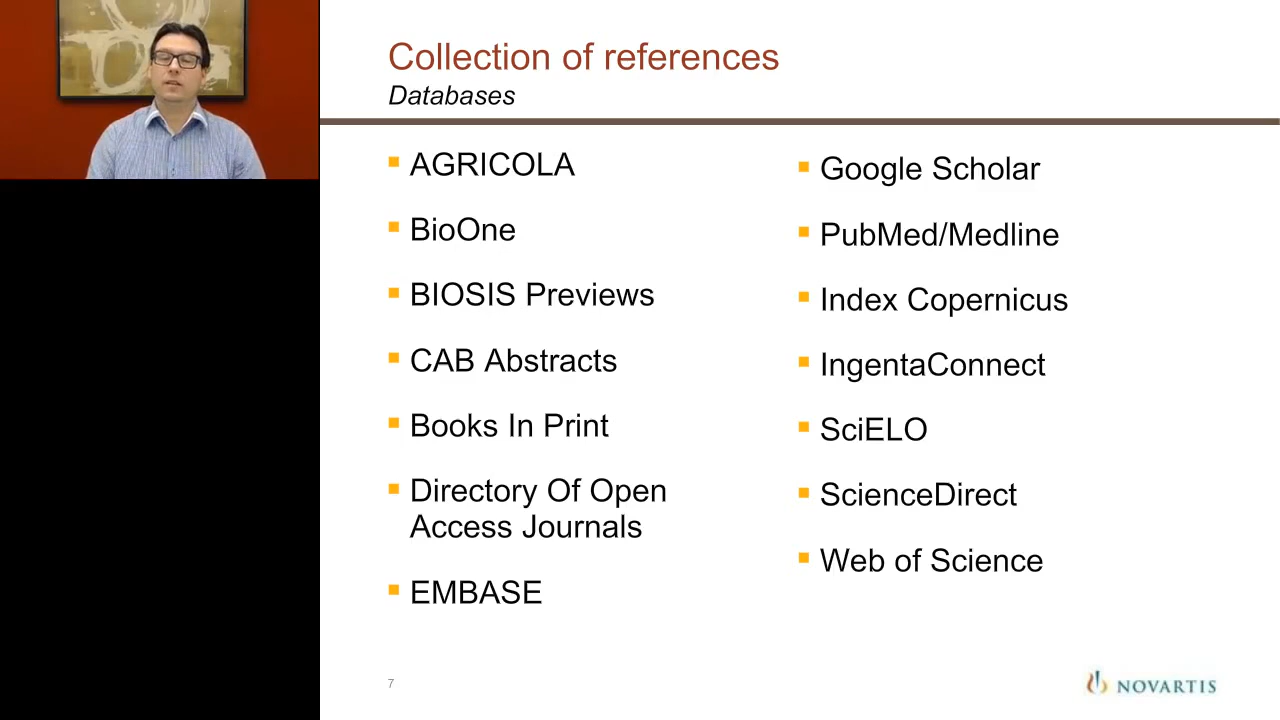 Collection of references
Databases
AGRICOLA
BioOne
BIOSIS Previews
CAB Abstracts
Books In Print
Directory Of Open
Access Journals
EMBASE
Google Scholar
PubMed/Medline
Index Copernicus
IngentaConnect
SciELO
ScienceDirect
Web of Science
7
NOVARTIS